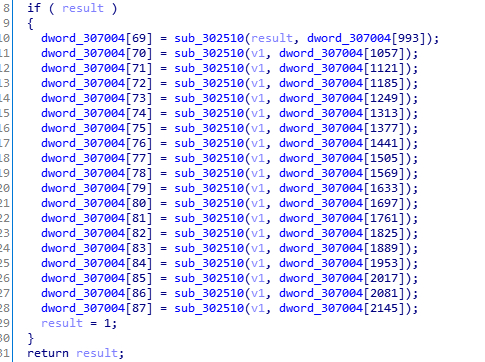 8 if ( result )
9 {
10 dword_307004[69] = sub_302510(result, dword_307004[993]);
11 dword_307004[70] = sub_302510(v1, dword_307004[1057]);
12 dword_307004[71] = sub_302510(v1, dword_307004[1121]);
13 dword_307004[72] = sub_302510(v1, dword_307004[1185]);
14 dword_307004[73] = sub_302510(v1, dword_307004[1249]);
15 dword_307004[74] = sub_302510(v1, dword_307004[1313]);
16 dword_307004[75] = sub_302510(v1, dword_307004[1377]);
17 dword_307004[76] = sub_302510(v1, dword_307004[1441]);
18 dword_307004[77] = sub_302510(v1, dword_307004[1505]);
19 dword_307004[78] = sub_302510(v1, dword_307004[1569]);
20 dword_307004[79] = sub_302510(v1, dword_307004[1633]);
21 dword_307004[80] = sub_302510(v1, dword_307004[1697]);
22 dword_307004[81] = sub_302510(v1, dword_307004[1761]);
23 dword_307004[82] = sub_302510(v1, dword_307004[1825]);
24 dword_307004[83] = sub_302510(v1, dword_307004[1889]);
25 dword_307004[84] = sub_302510(v1, dword_307004[1953]);
26 dword_307004[85] = sub_302510(v1, dword_307004[2017]);
27 dword_307004[86] = sub_302510(v1, dword_307004[2081]);
28 dword_307004[87] = sub_302510(v1, dword_307004[2145]);
29 result = 1;
30 }
31 return result;